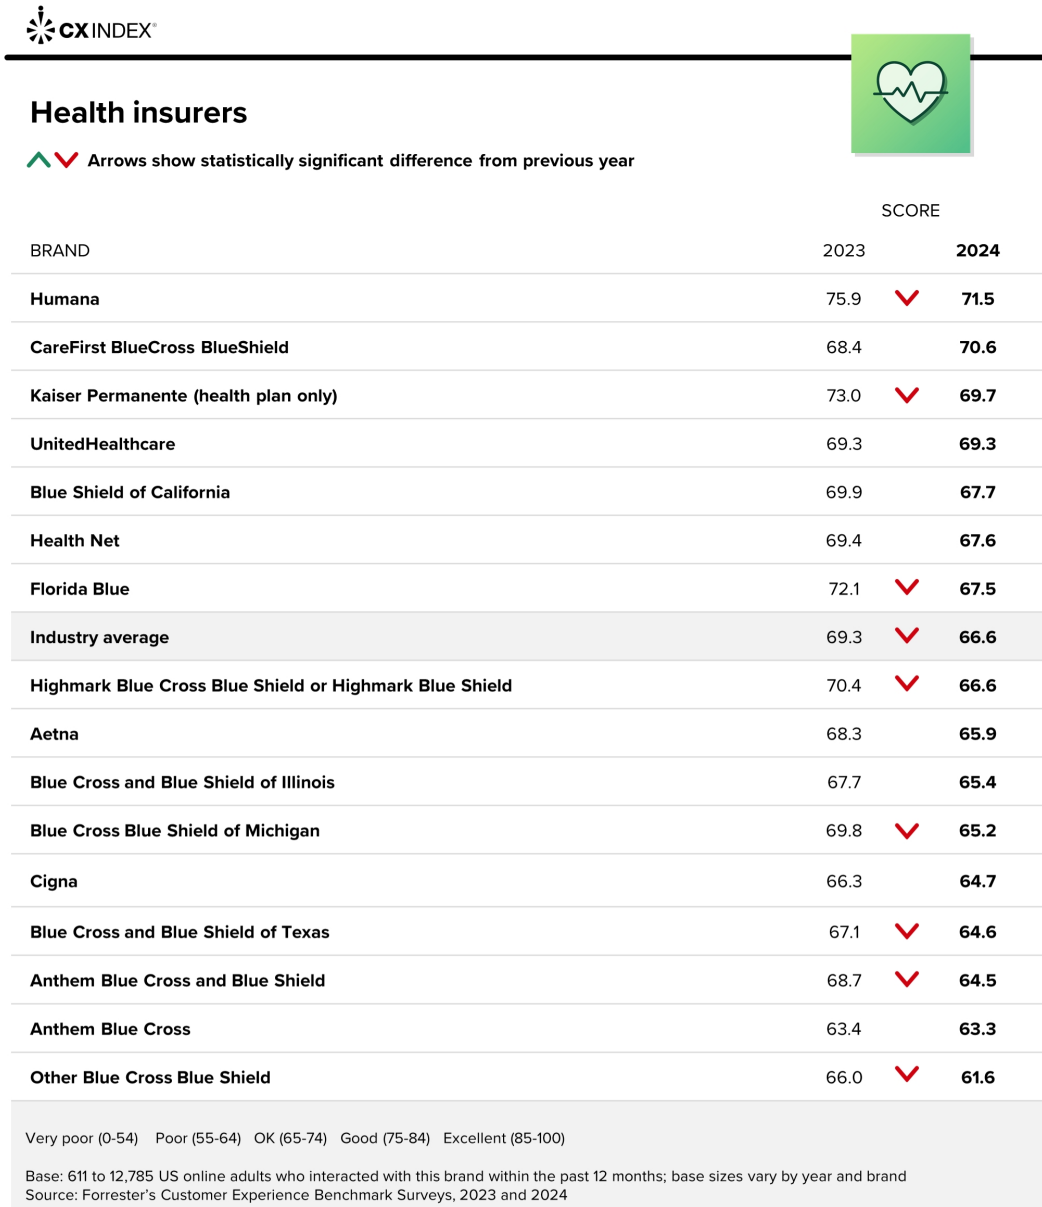 CX INDEX®
Health insurers
Arrows show statistically significant difference from previous year
SCORE
BRAND 2023 2024
Humana 75.9 71.5
CareFirst BlueCross BlueShield 68.4 70.6
Kaiser Permanente (health plan only) 73.0 69.7
UnitedHealthcare 69.3 69.3
Blue Shield of California 69.9 67.7
Health Net 69.4 67.6
Florida Blue 72.1 67.5
Industry average 69.3 66.6
Highmark Blue Cross Blue Shield or Highmark Blue Shield 70.4 66.6
Aetna 68.3 65.9
Blue Cross and Blue Shield of Illinois 67.7 65.4
Blue Cross Blue Shield of Michigan 69.8 65.2
Cigna 66.3 64.7
Blue Cross and Blue Shield of Texas 67.1 64.6
Anthem Blue Cross and Blue Shield 68.7 64.5
Anthem Blue Cross 63.4 63.3
Other Blue Cross Blue Shield 66.0 61.6
Very poor (0-54) Poor (55-64) OK (65-74) Good (75-84) Excellent (85-100)
Base: 611 to 12,785 US online adults who interacted with this brand within the past 12 months; base sizes vary by year and brand
Source: Forrester's Customer Experience Benchmark Surveys, 2023 and 2024